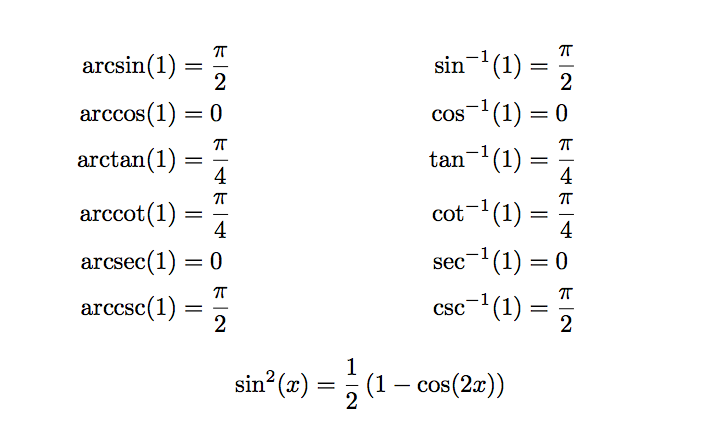 arcsin(1) = π/2    sin⁻¹(1) = π/2
arccos(1) = 0    cos⁻¹(1) = 0
arctan(1) = π/4    tan⁻¹(1) = π/4
arccot(1) = π/4    cot⁻¹(1) = π/4
arcsec(1) = 0    sec⁻¹(1) = 0
arccsc(1) = π/2    csc⁻¹(1) = π/2
sin²(x) = 1/2 (1 − cos(2x))